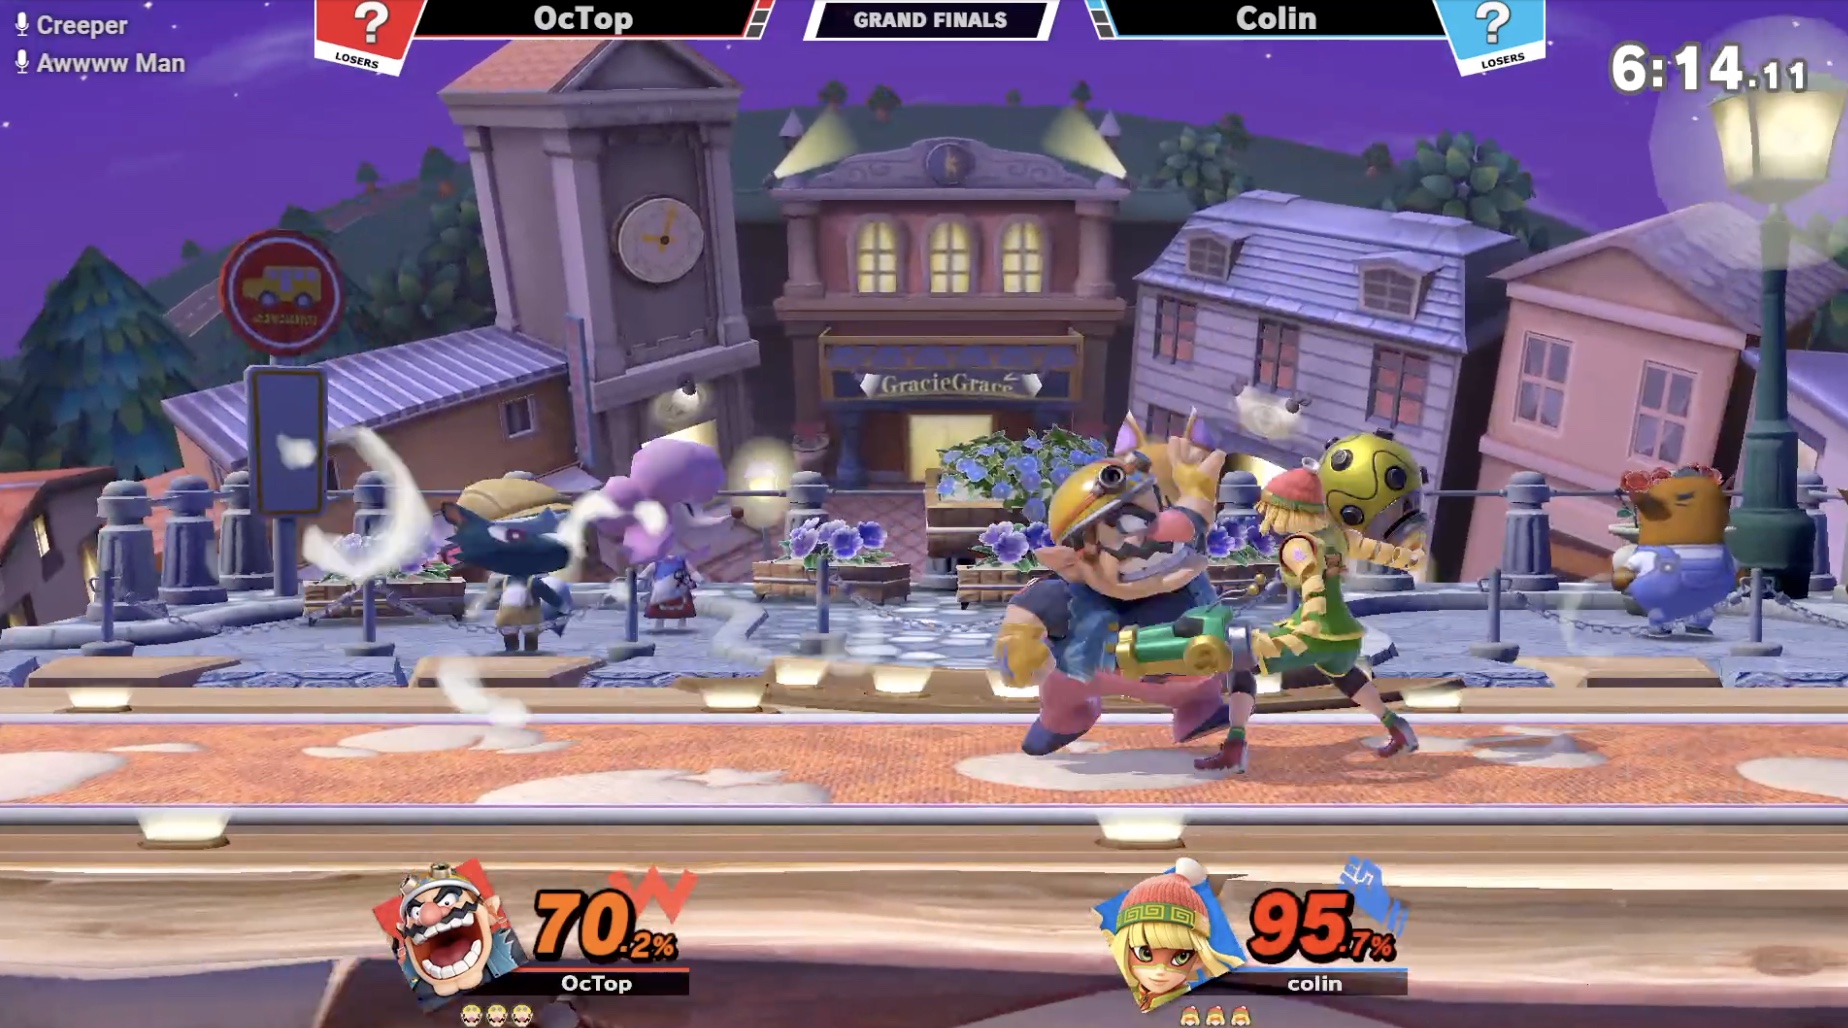 Creeper
Awwww Man
?
LOSERS
OcTop
GRAND FINALS
Colin
?
LOSERS
6:14.11
GracieGrace
70.2%
OcTop
95.7%
colin